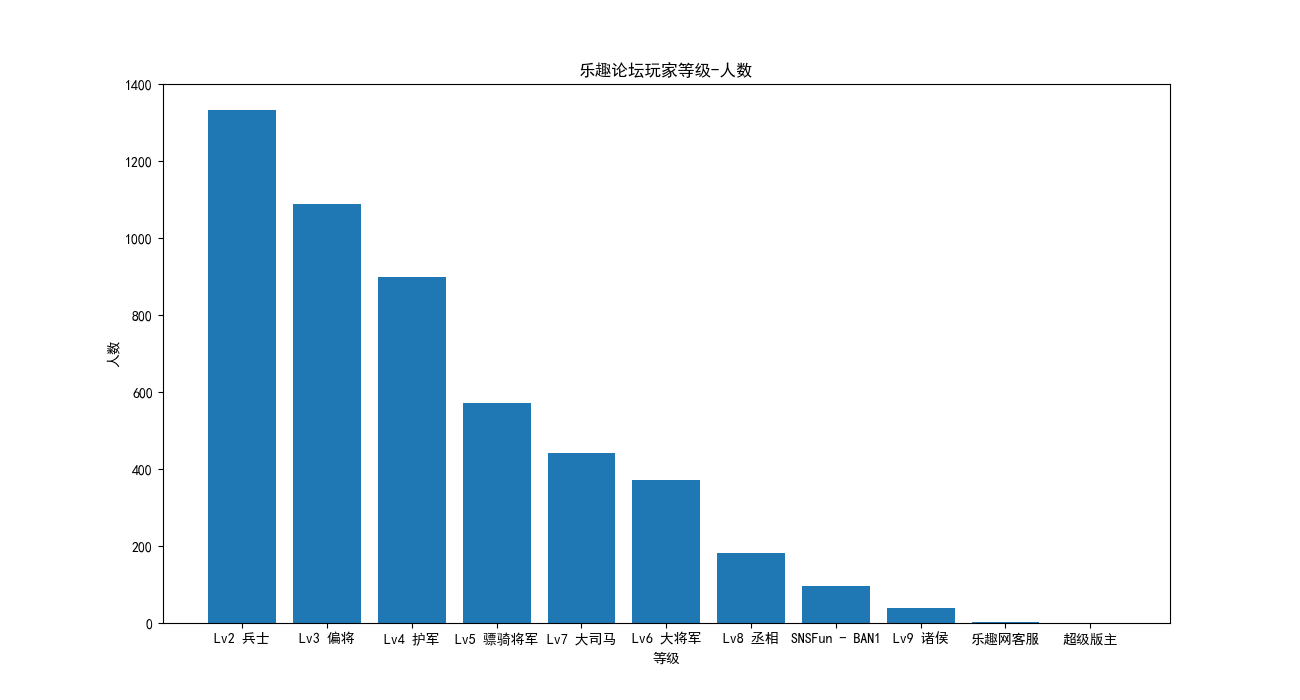 乐趣论坛玩家等级-人数
1400
1200
1000
800
600
400
200
0
人数
Lv2 兵士
Lv3 偏将
Lv4 护军
Lv5 骠骑将军
Lv7 大司马
Lv6 大将军
Lv8 丞相
SNSFun - BAN1
Lv9 诸侯
乐趣网客服
超级版主
等级